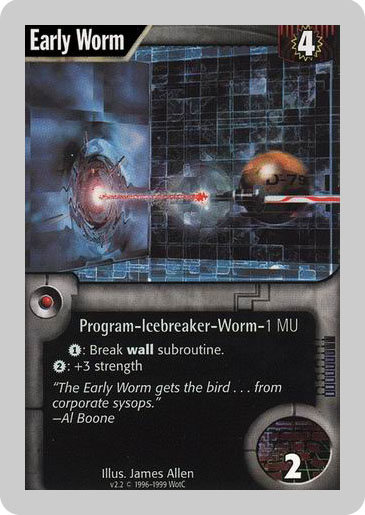 Early Worm
4
D-79
Program-Icebreaker-Worm-1 MU
1: Break wall subroutine.
2: +3 strength
"The Early Worm gets the bird . . . from
corporate sysops."
–Al Boone
Illus. James Allen
v2.2 © 1996–1999 WotC
2